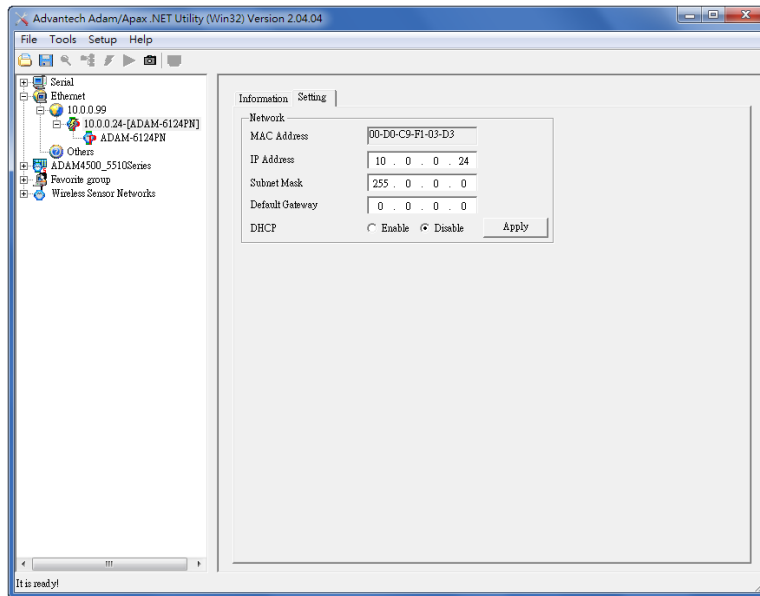 Advantech Adam/Apax .NET Utility (Win32) Version 2.04.04
File Tools Setup Help
Serial
Ethernet
10.0.0.99
10.0.0.24-[ADAM-6124PN]
ADAM-6124PN
Others
ADAM4500_5510Series
Favorite group
Wireless Sensor Networks
Information Setting
Network
MAC Address 00-D0-C9-F1-03-D3
IP Address 10 . 0 . 0 . 24
Subnet Mask 255 . 0 . 0 . 0
Default Gateway 0 . 0 . 0 . 0
DHCP Enable Disable Apply
It is ready!